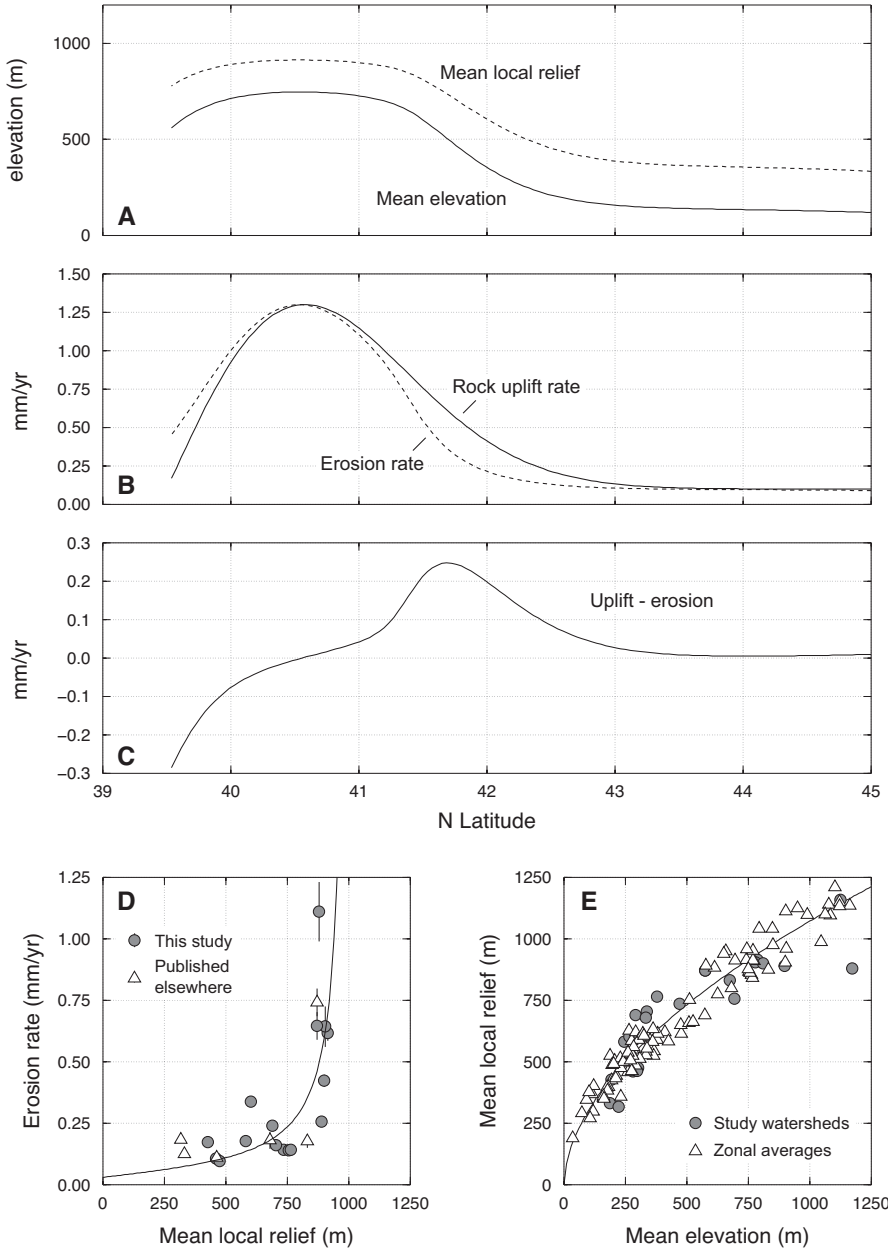 1000
500
0
elevation (m)
Mean local relief
Mean elevation
A
1.50
1.25
1.00
0.75
0.50
0.25
0.00
mm/yr
Rock uplift rate
Erosion rate
B
0.3
0.2
0.1
0.0
−0.1
−0.2
−0.3
mm/yr
Uplift - erosion
C
39 40 41 42 43 44 45
N Latitude
1.25
1.00
0.75
0.50
0.25
0.00
Erosion rate (mm/yr)
D
This study
Published
elsewhere
0 250 500 750 1000 1250
Mean local relief (m)
1250
1000
750
500
250
0
Mean local relief (m)
E
Study watersheds
Zonal averages
0 250 500 750 1000 1250
Mean elevation (m)